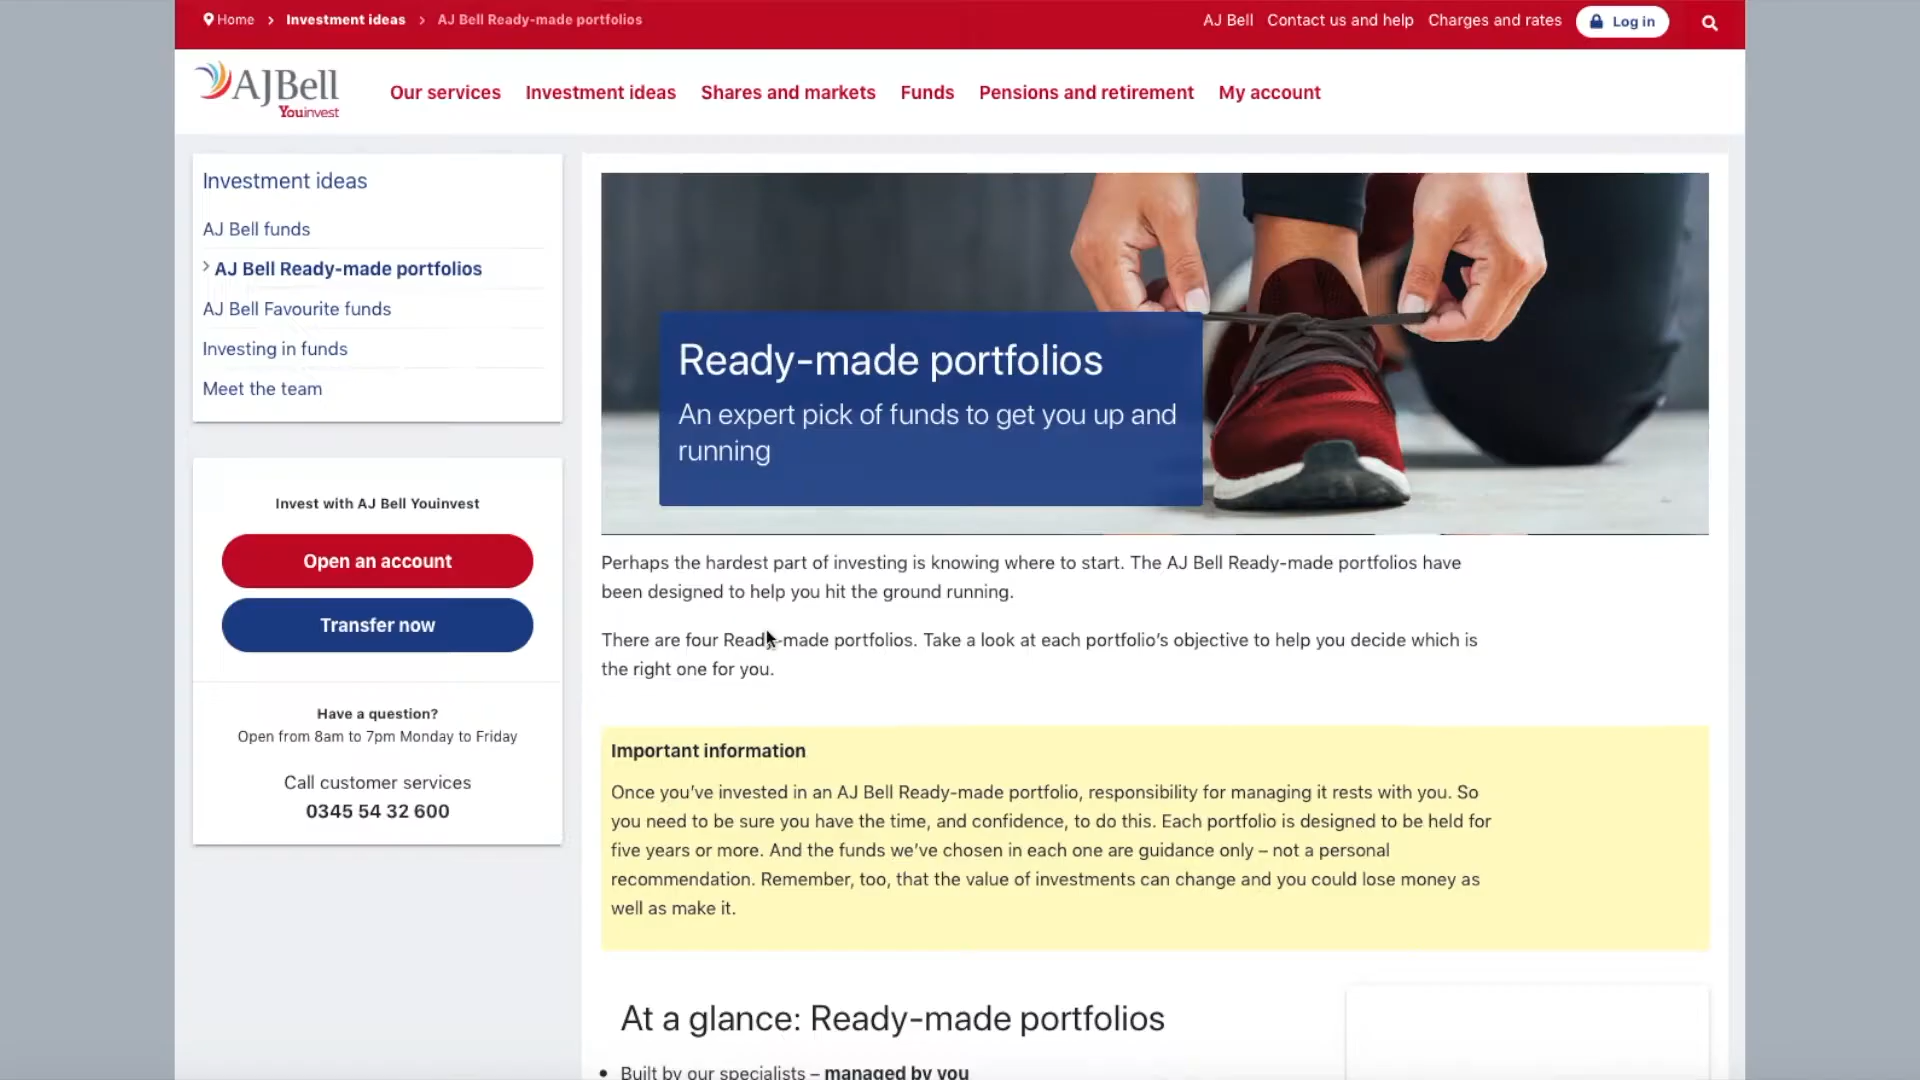 Home > Investment ideas > AJ Bell Ready-made portfolios
AJ Bell Contact us and help Charges and rates Log in
AJBell
Youinvest
Our services Investment ideas Shares and markets Funds Pensions and retirement My account
Investment ideas
AJ Bell funds
> AJ Bell Ready-made portfolios
AJ Bell Favourite funds
Investing in funds
Meet the team
Invest with AJ Bell Youinvest
Open an account
Transfer now
Have a question?
Open from 8am to 7pm Monday to Friday
Call customer services
0345 54 32 600
Ready-made portfolios
An expert pick of funds to get you up and
running
Perhaps the hardest part of investing is knowing where to start. The AJ Bell Ready-made portfolios have
been designed to help you hit the ground running.
There are four Ready-made portfolios. Take a look at each portfolio's objective to help you decide which is
the right one for you.
Important information
Once you've invested in an AJ Bell Ready-made portfolio, responsibility for managing it rests with you. So
you need to be sure you have the time, and confidence, to do this. Each portfolio is designed to be held for
five years or more. And the funds we've chosen in each one are guidance only – not a personal
recommendation. Remember, too, that the value of investments can change and you could lose money as
well as make it.
At a glance: Ready-made portfolios
• Built by our specialists – managed by you